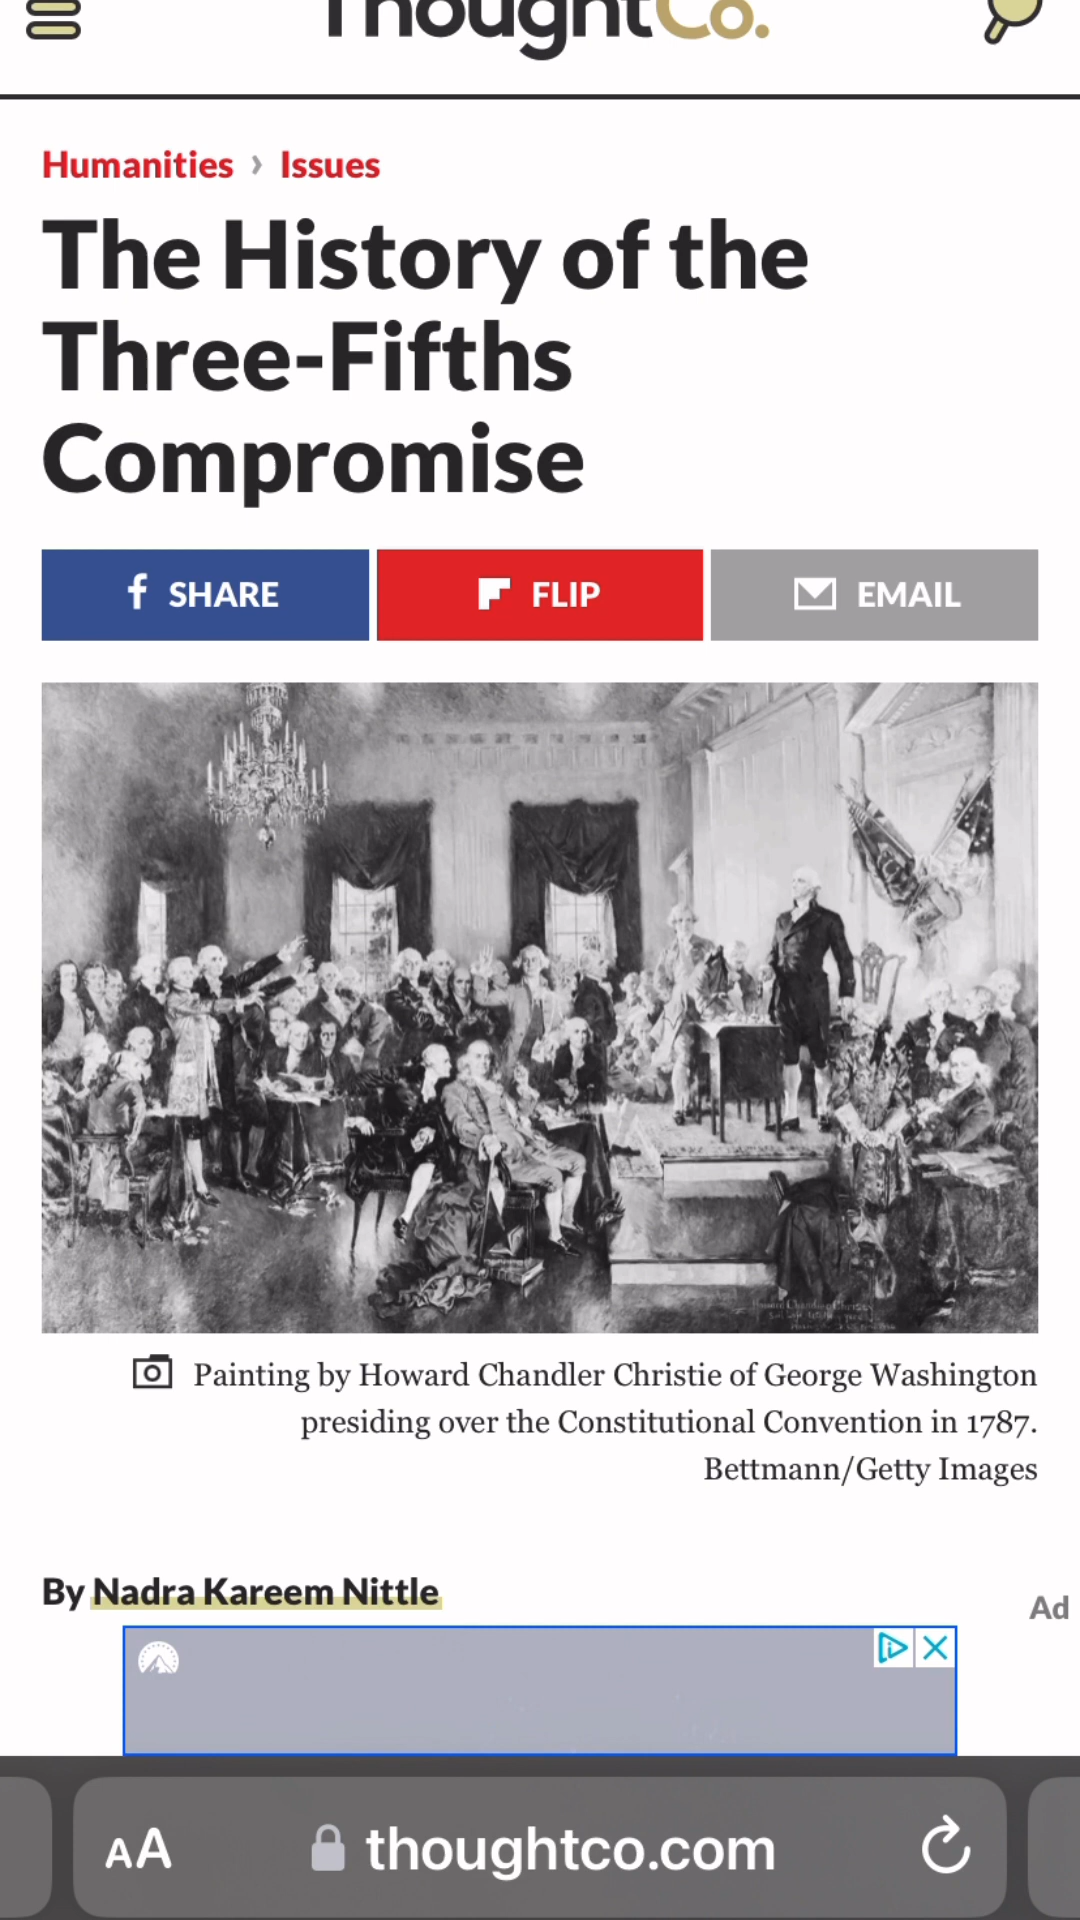 ThoughtCo.
Humanities › Issues
The History of the
Three-Fifths
Compromise
f SHARE
FLIP
EMAIL
Painting by Howard Chandler Christie of George Washington
presiding over the Constitutional Convention in 1787.
Bettmann/Getty Images
By Nadra Kareem Nittle
Ad
AA
thoughtco.com